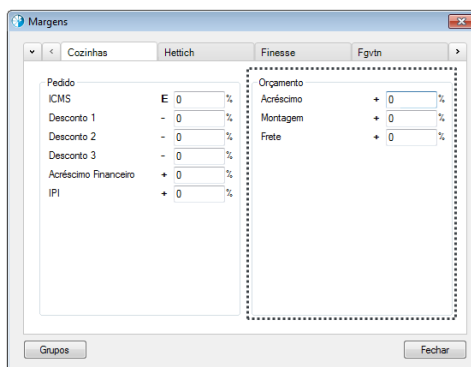 Margens
Cozinhas Hettich Finesse Fgvtn
Pedido
ICMS E 0 %
Desconto 1 - 0 %
Desconto 2 - 0 %
Desconto 3 - 0 %
Acréscimo Financeiro + 0 %
IPI + 0 %
Orçamento
Acréscimo + 0 %
Montagem + 0 %
Frete + 0 %
Grupos Fechar